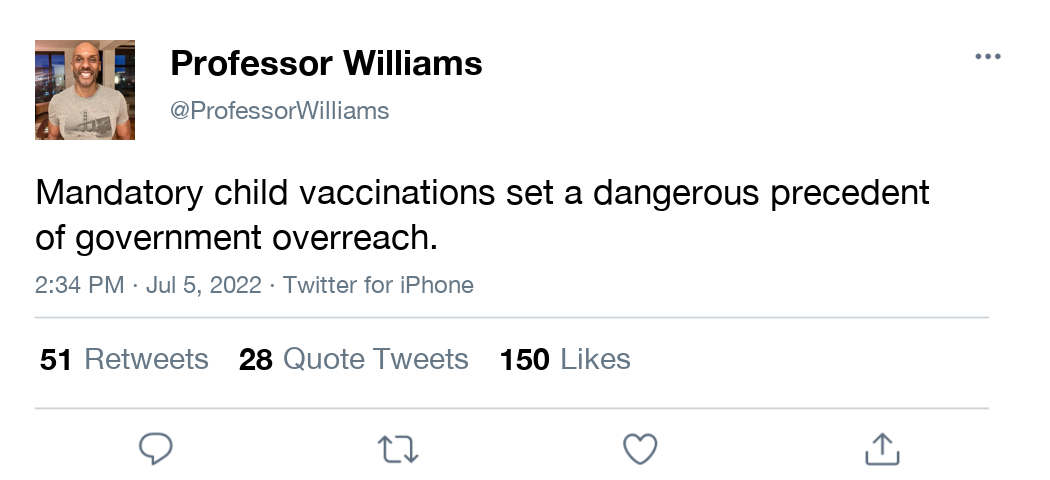 Professor Williams
@ProfessorWilliams
Mandatory child vaccinations set a dangerous precedent
of government overreach.
2:34 PM · Jul 5, 2022 · Twitter for iPhone
51 Retweets 28 Quote Tweets 150 Likes